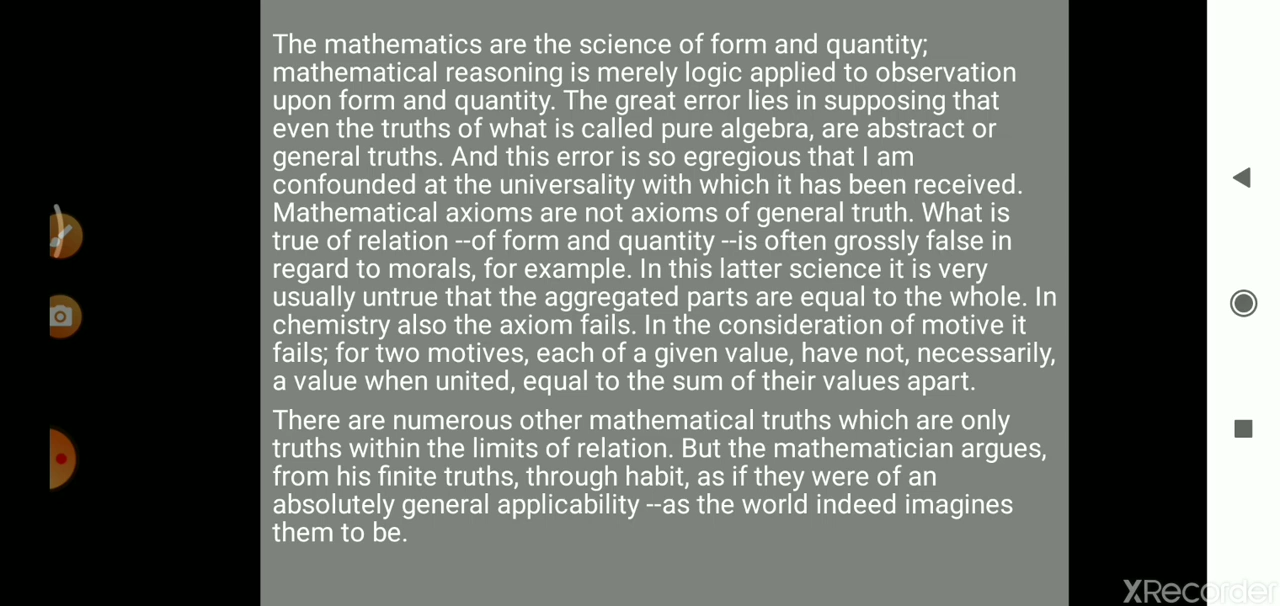 The mathematics are the science of form and quantity;
mathematical reasoning is merely logic applied to observation
upon form and quantity. The great error lies in supposing that
even the truths of what is called pure algebra, are abstract or
general truths. And this error is so egregious that I am
confounded at the universality with which it has been received.
Mathematical axioms are not axioms of general truth. What is
true of relation --of form and quantity --is often grossly false in
regard to morals, for example. In this latter science it is very
usually untrue that the aggregated parts are equal to the whole. In
chemistry also the axiom fails. In the consideration of motive it
fails; for two motives, each of a given value, have not, necessarily,
a value when united, equal to the sum of their values apart.
There are numerous other mathematical truths which are only
truths within the limits of relation. But the mathematician argues,
from his finite truths, through habit, as if they were of an
absolutely general applicability --as the world indeed imagines
them to be.
XRecorder